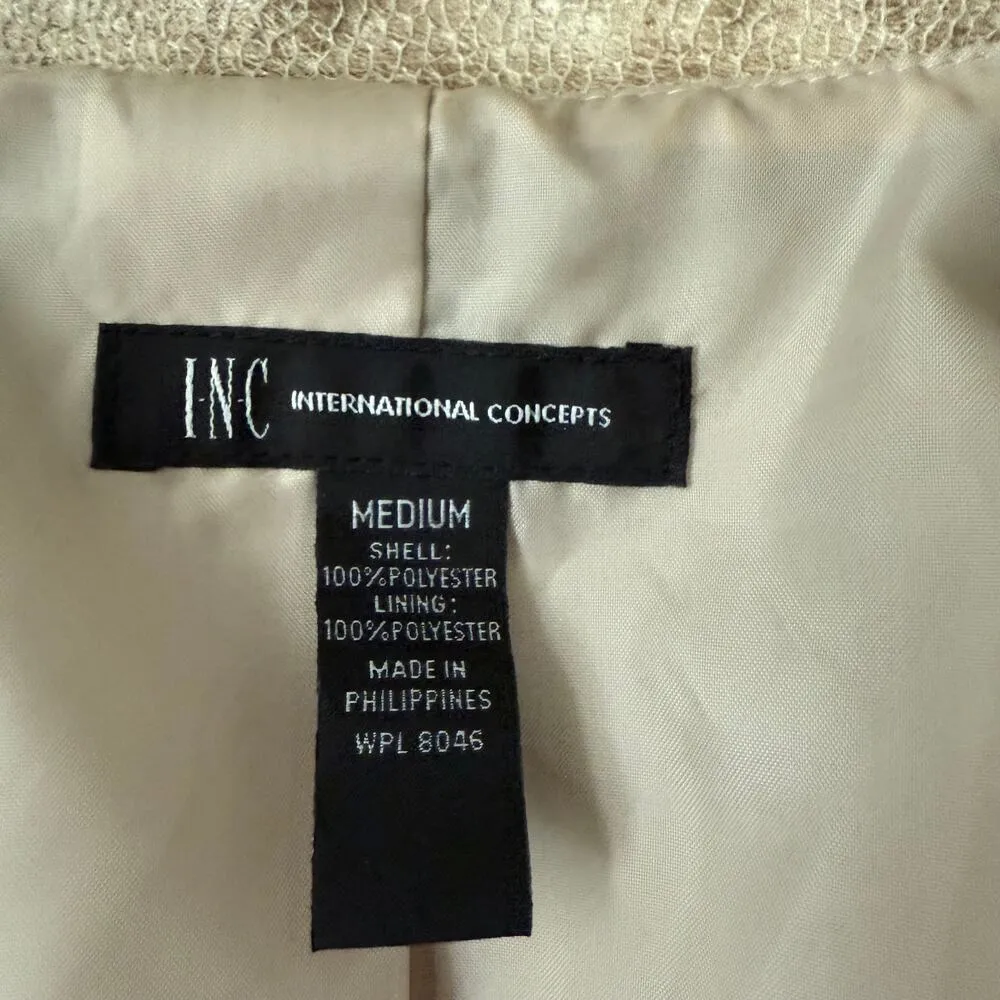 I·N·C INTERNATIONAL CONCEPTS
MEDIUM
SHELL:
100%POLYESTER
LINING:
100%POLYESTER
MADE IN
PHILIPPINES
WPL 8046